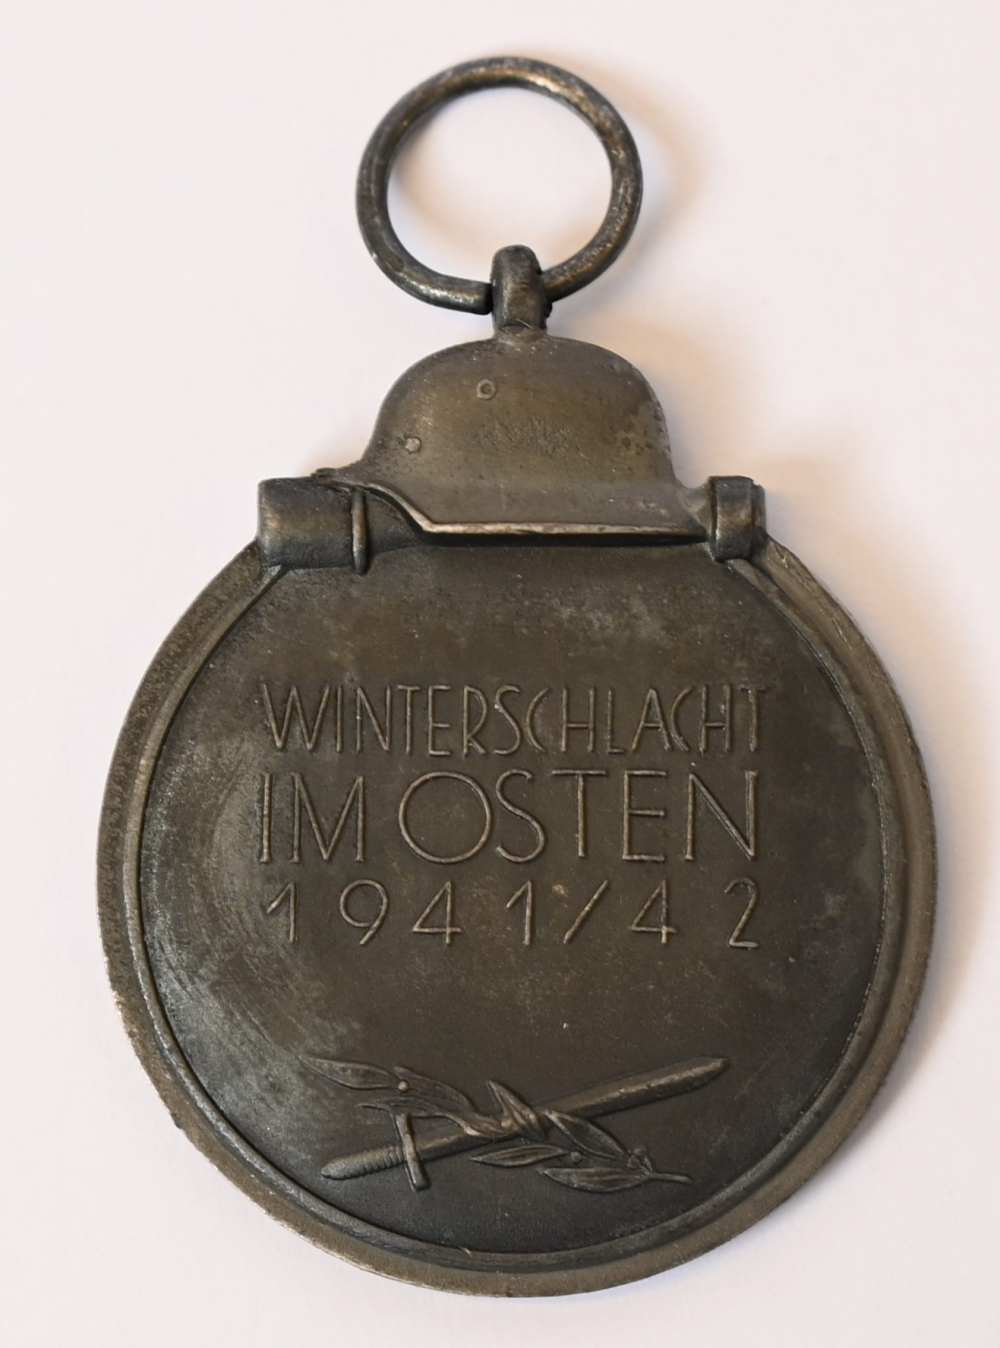 WINTERSCHLACHT
IM OSTEN
1941/42